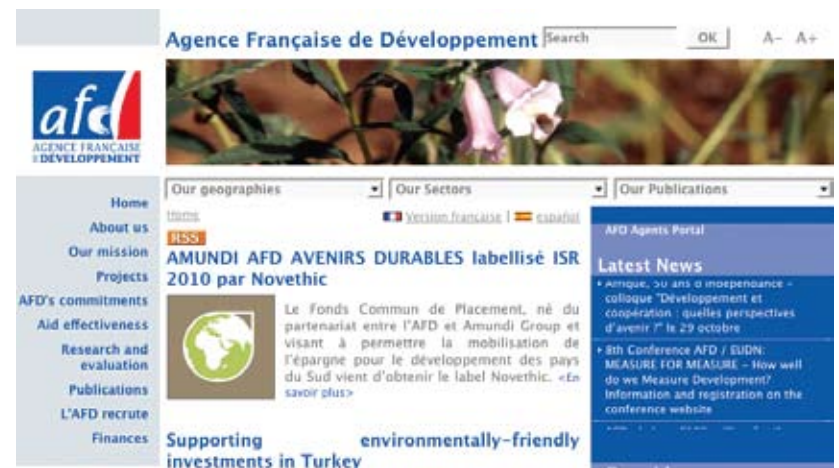 Agence Française de Développement
Search
OK
A- A+
afd
AGENCE FRANÇAISE
DE DÉVELOPPEMENT
Our geographies
Our Sectors
Our Publications
Home
About us
Our mission
Projects
AFD's commitments
Aid effectiveness
Research and
evaluation
Publications
L'AFD recrute
Finances
Home
Version française | español
RSS
AMUNDI AFD AVENIRS DURABLES labellisé ISR
2010 par Novethic
Le Fonds Commun de Placement, né du
partenariat entre l'AFD et Amundi Group et
visant à permettre la mobilisation de
l'épargne pour le développement des pays
du Sud vient d'obtenir le label Novethic. <En
savoir plus>
Supporting environmentally-friendly
investments in Turkey
AFD Agents Portal
Latest News
Afrique, 50 ans d'indépendance –
colloque "Développement et
coopération : quelles perspectives
d'avenir ?" le 29 octobre
8th Conference AFD / EUDN:
MEASURE FOR MEASURE – How well
do we Measure Development?
Information and registration on the
conference website